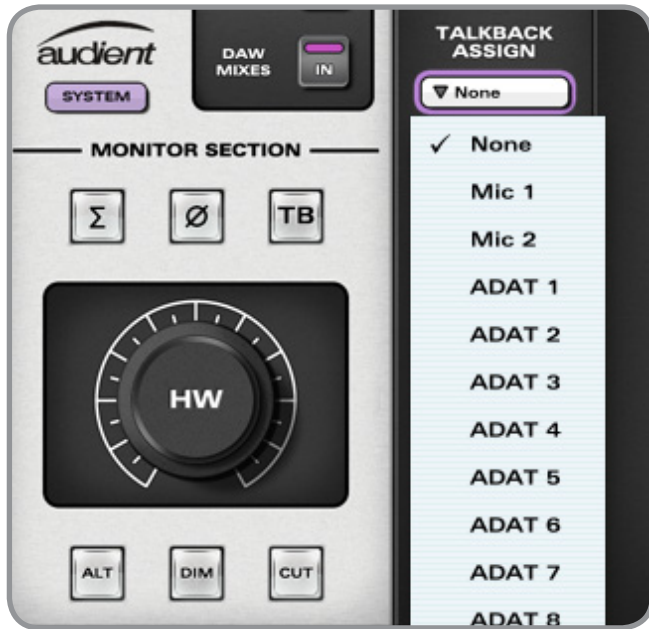 audient
SYSTEM
DAW
MIXES
IN
MONITOR SECTION
Σ
Ø
TB
HW
ALT
DIM
CUT
TALKBACK
ASSIGN
▼ None
✓ None
Mic 1
Mic 2
ADAT 1
ADAT 2
ADAT 3
ADAT 4
ADAT 5
ADAT 6
ADAT 7
ADAT 8